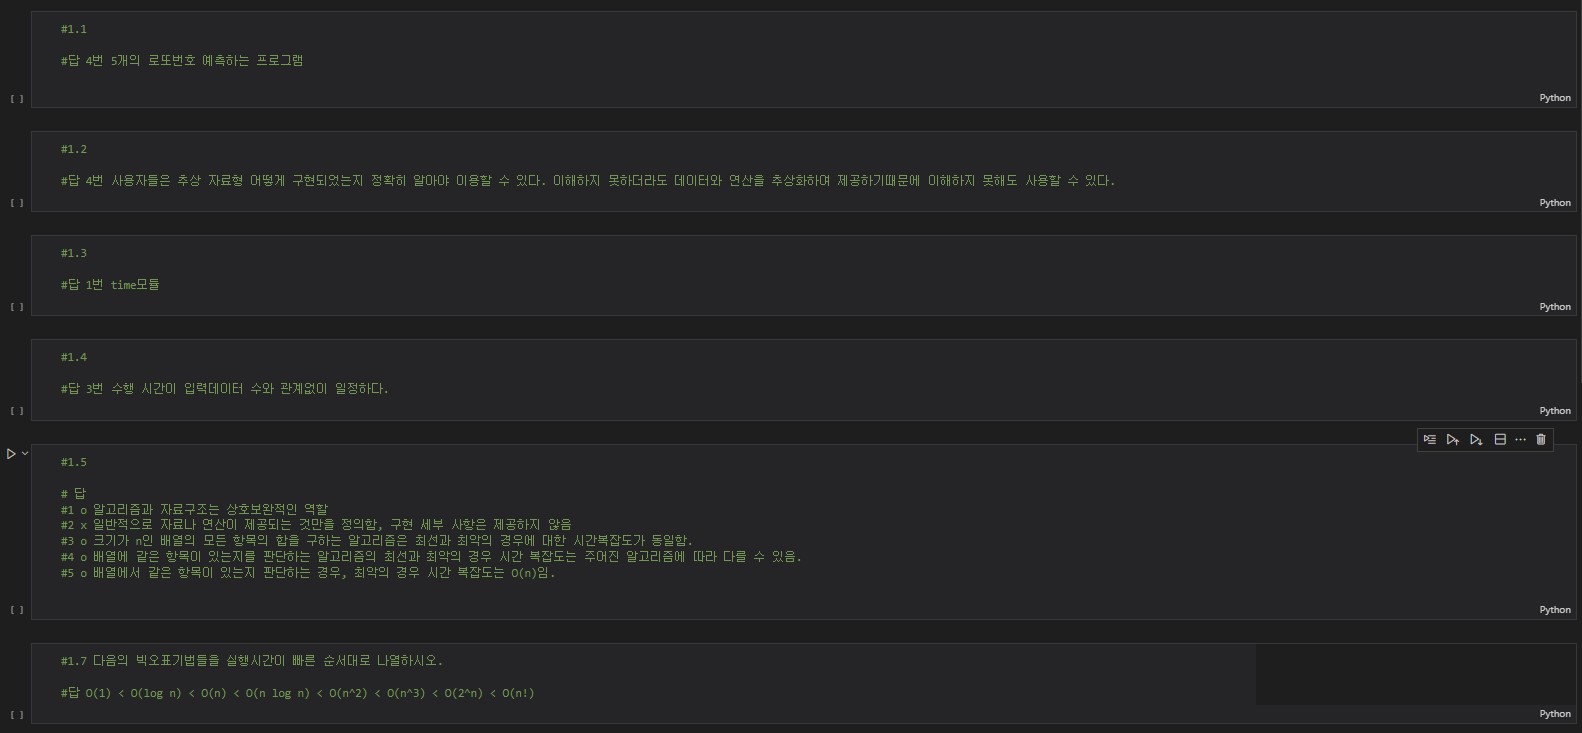 #1.1
#답 4번 5개의 로또번호 예측하는 프로그램
[ ]
Python
#1.2
#답 4번 사용자들은 추상 자료형 어떻게 구현되었는지 정확히 알아야 이용할 수 있다. 이해하지 못하더라도 데이터와 연산을 추상화하여 제공하기때문에 이해하지 못해도 사용할 수 있다.
[ ]
Python
#1.3
#답 1번 time모듈
[ ]
Python
#1.4
#답 3번 수행 시간이 입력데이터 수와 관계없이 일정하다.
[ ]
Python
#1.5
# 답
#1 o 알고리즘과 자료구조는 상호보완적인 역할
#2 x 일반적으로 자료나 연산이 제공되는 것만을 정의함, 구현 세부 사항은 제공하지 않음
#3 o 크기가 n인 배열의 모든 항목의 합을 구하는 알고리즘은 최선과 최악의 경우에 대한 시간복잡도가 동일함.
#4 o 배열에 같은 항목이 있는지를 판단하는 알고리즘의 최선과 최악의 경우 시간 복잡도는 주어진 알고리즘에 따라 다를 수 있음.
#5 o 배열에서 같은 항목이 있는지 판단하는 경우, 최악의 경우 시간 복잡도는 O(n)임.
[ ]
Python
#1.7 다음의 빅오표기법들을 실행시간이 빠른 순서대로 나열하시오.
#답 O(1) < O(log n) < O(n) < O(n log n) < O(n^2) < O(n^3) < O(2^n) < O(n!)
[ ]
Python